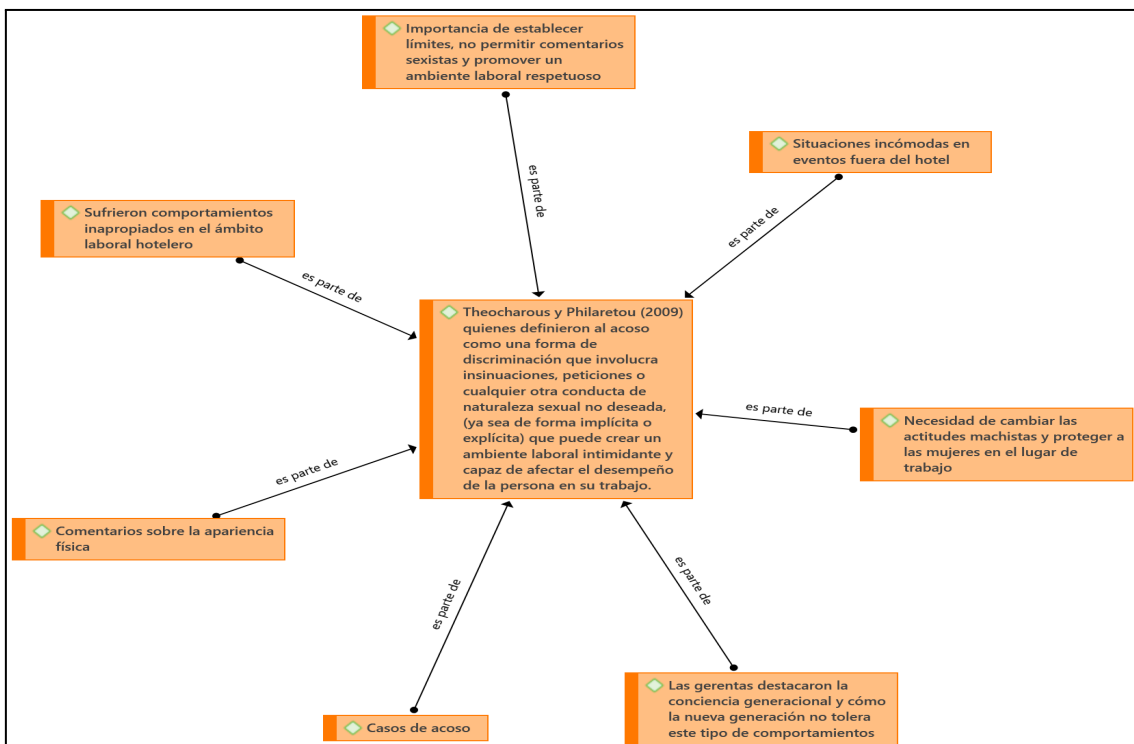 Importancia de establecer
límites, no permitir comentarios
sexistas y promover un
ambiente laboral respetuoso
Situaciones incómodas en
eventos fuera del hotel
es parte de
es parte de
Sufrieron comportamientos
inapropiados en el ámbito
laboral hotelero
es parte de
Theocharous y Philaretou (2009)
quienes definieron al acoso
como una forma de
discriminación que involucra
insinuaciones, peticiones o
cualquier otra conducta de
naturaleza sexual no deseada,
(ya sea de forma implícita o
explícita) que puede crear un
ambiente laboral intimidante y
capaz de afectar el desempeño
de la persona en su trabajo.
es parte de
Necesidad de cambiar las
actitudes machistas y proteger a
las mujeres en el lugar de
trabajo
es parte de
Comentarios sobre la apariencia
física
es parte de
es parte de
Casos de acoso
Las gerentas destacaron la
conciencia generacional y cómo
la nueva generación no tolera
este tipo de comportamientos